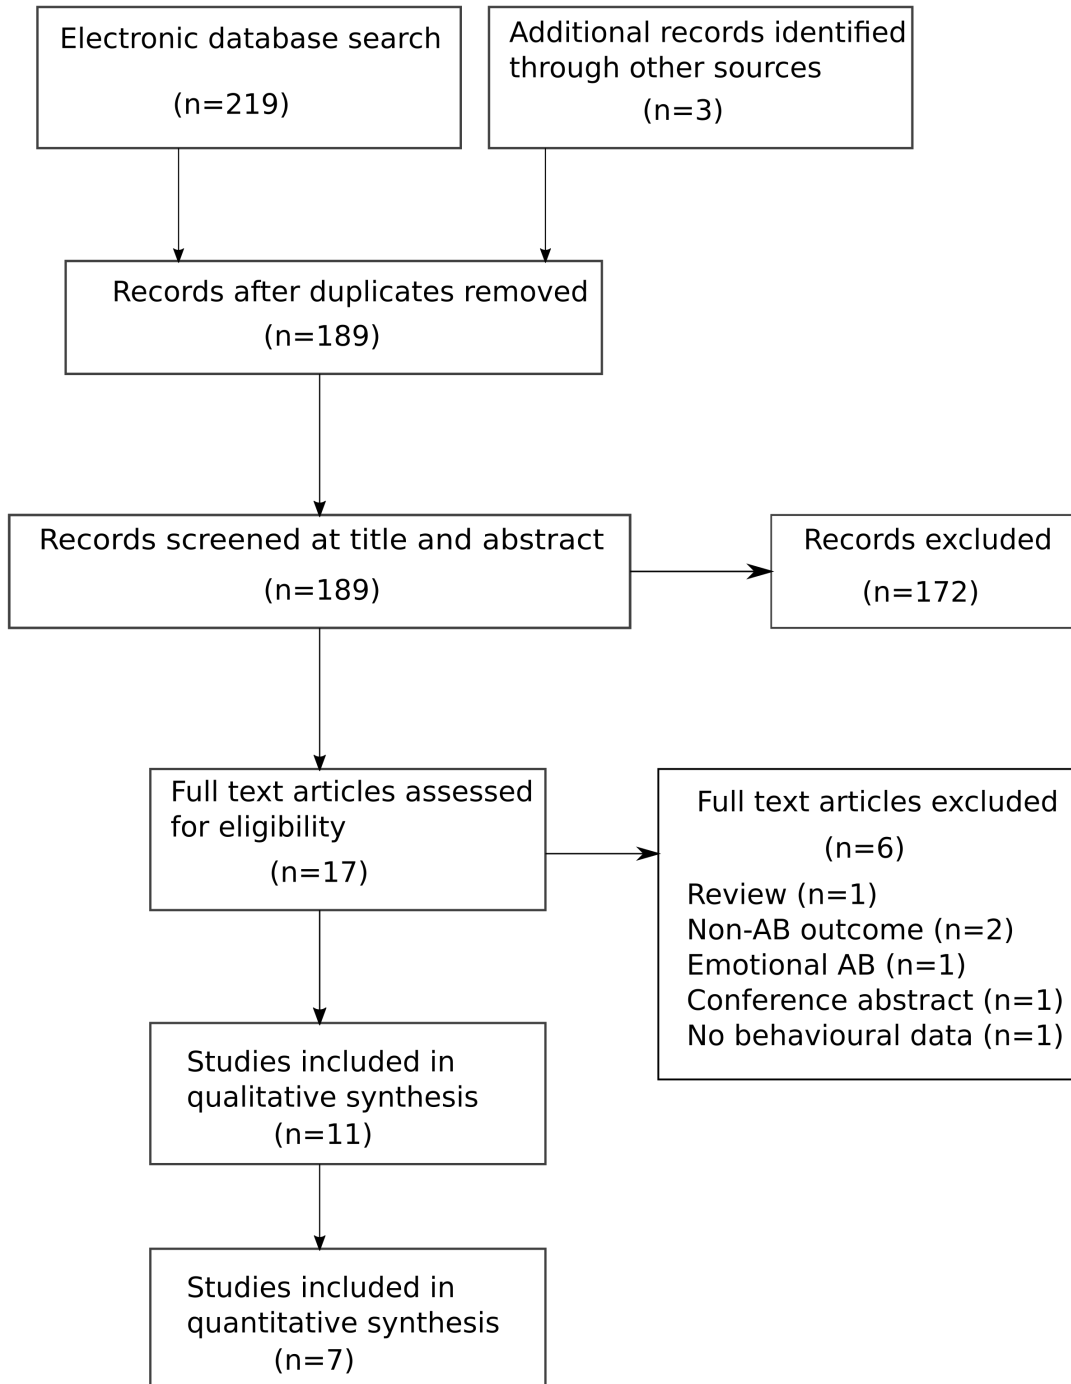 Electronic database search
(n=219)
Additional records identified
through other sources
(n=3)
Records after duplicates removed
(n=189)
Records screened at title and abstract
(n=189)
Records excluded
(n=172)
Full text articles assessed
for eligibility
(n=17)
Full text articles excluded
(n=6)
Review (n=1)
Non-AB outcome (n=2)
Emotional AB (n=1)
Conference abstract (n=1)
No behavioural data (n=1)
Studies included in
qualitative synthesis
(n=11)
Studies included in
quantitative synthesis
(n=7)